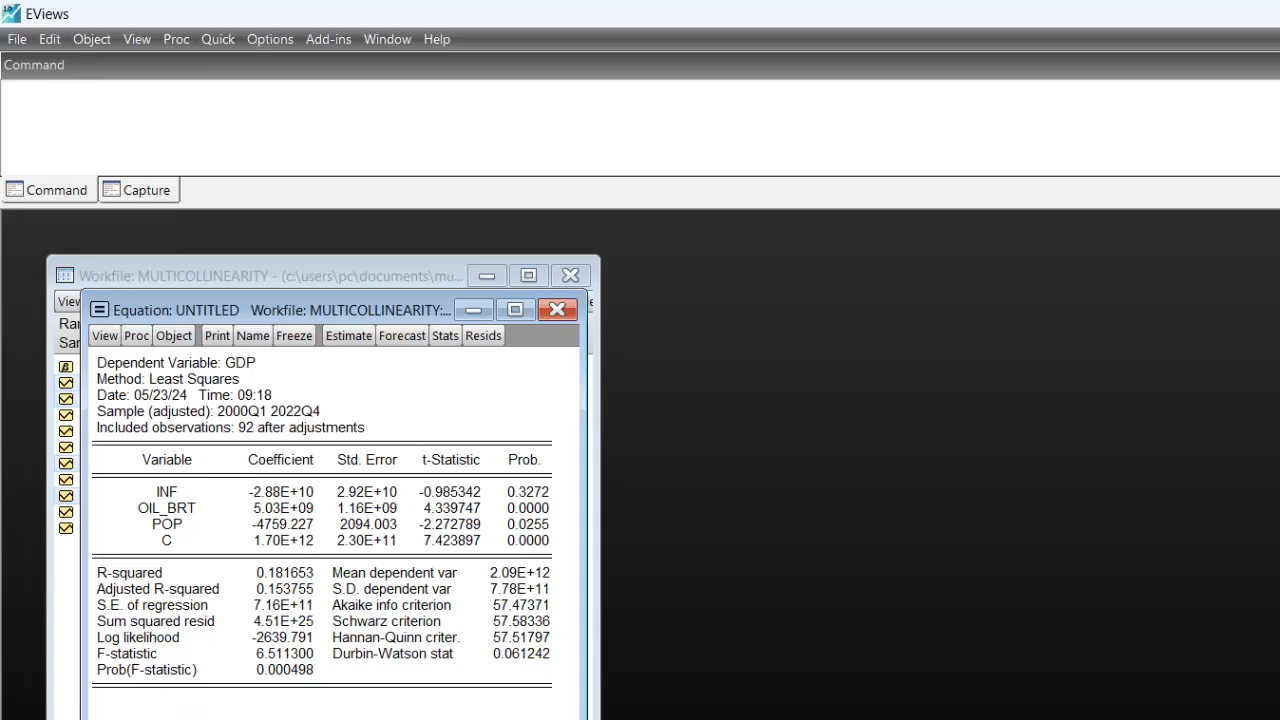 10 EViews
File Edit Object View Proc Quick Options Add-ins Window Help
Command
Command Capture
Workfile: MULTICOLLINEARITY - (c:\users\pc\documents\mu...
View
Equation: UNTITLED Workfile: MULTICOLLINEARITY:...
View Proc Object Print Name Freeze Estimate Forecast Stats Resids
Dependent Variable: GDP
Method: Least Squares
Date: 05/23/24 Time: 09:18
Sample (adjusted): 2000Q1 2022Q4
Included observations: 92 after adjustments
Variable Coefficient Std. Error t-Statistic Prob.
INF -2.88E+10 2.92E+10 -0.985342 0.3272
OIL_BRT 5.03E+09 1.16E+09 4.339747 0.0000
POP -4759.227 2094.003 -2.272789 0.0255
C 1.70E+12 2.30E+11 7.423897 0.0000
R-squared 0.181653 Mean dependent var 2.09E+12
Adjusted R-squared 0.153755 S.D. dependent var 7.78E+11
S.E. of regression 7.16E+11 Akaike info criterion 57.47371
Sum squared resid 4.51E+25 Schwarz criterion 57.58336
Log likelihood -2639.791 Hannan-Quinn criter. 57.51797
F-statistic 6.511300 Durbin-Watson stat 0.061242
Prob(F-statistic) 0.000498